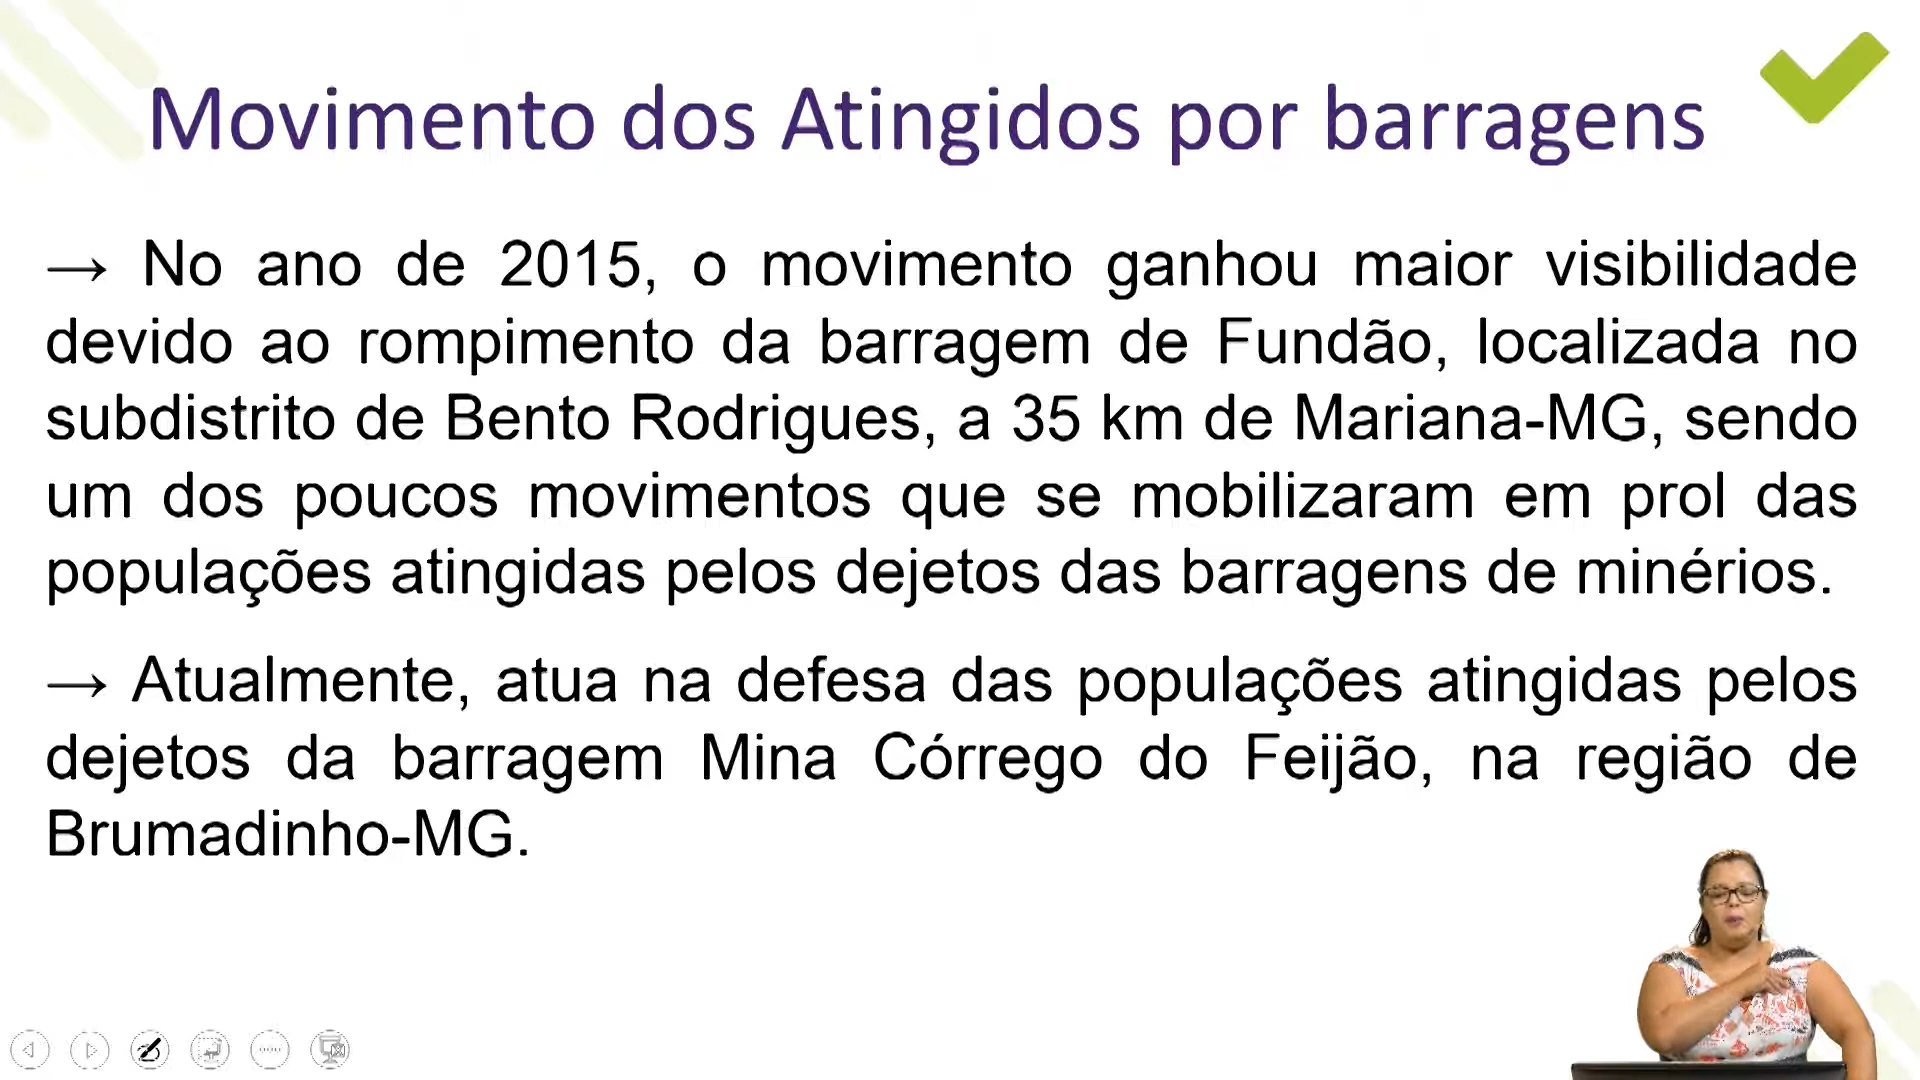 Movimento dos Atingidos por barragens
→ No ano de 2015, o movimento ganhou maior visibilidade
devido ao rompimento da barragem de Fundão, localizada no
subdistrito de Bento Rodrigues, a 35 km de Mariana-MG, sendo
um dos poucos movimentos que se mobilizaram em prol das
populações atingidas pelos dejetos das barragens de minérios.
→ Atualmente, atua na defesa das populações atingidas pelos
dejetos da barragem Mina Córrego do Feijão, na região de
Brumadinho-MG.